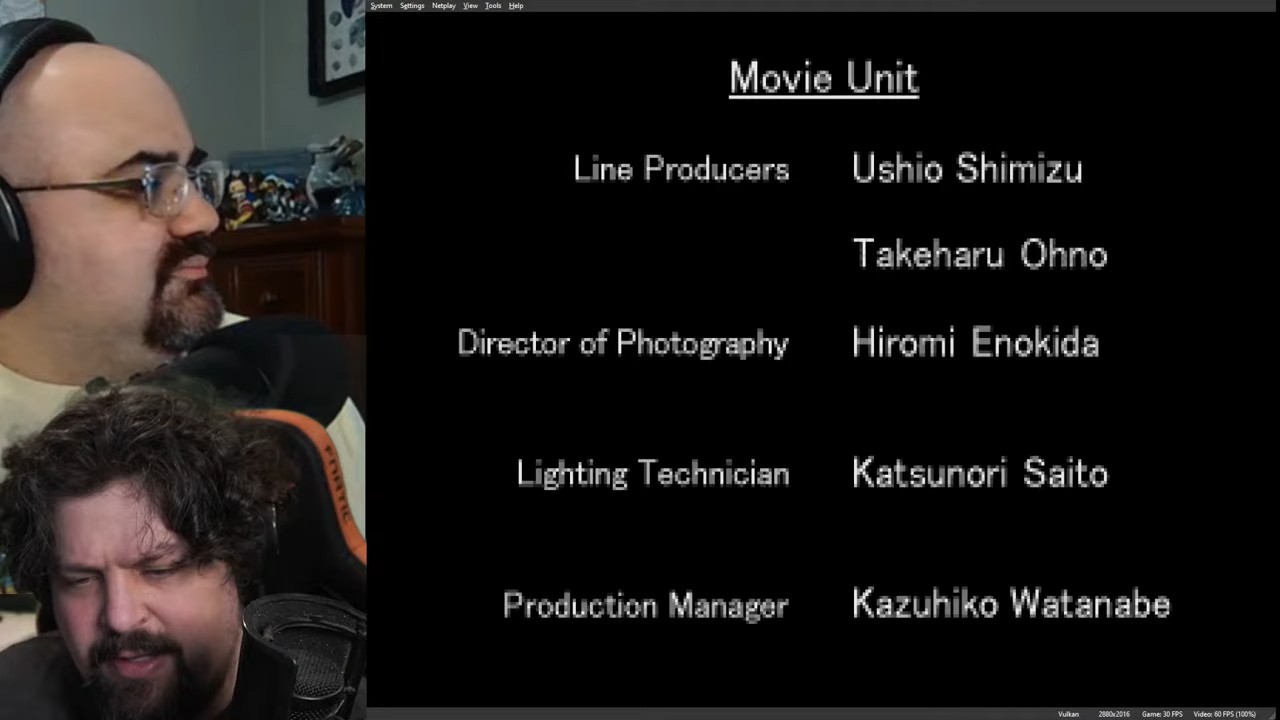 System Settings Netplay View Tools Help
Movie Unit
Line Producers Ushio Shimizu
Takeharu Ohno
Director of Photography Hiromi Enokida
Lighting Technician Katsunori Saito
Production Manager Kazuhiko Watanabe
Vulkan 2880x2016 Game: 30 FPS Video: 60 FPS (100%)